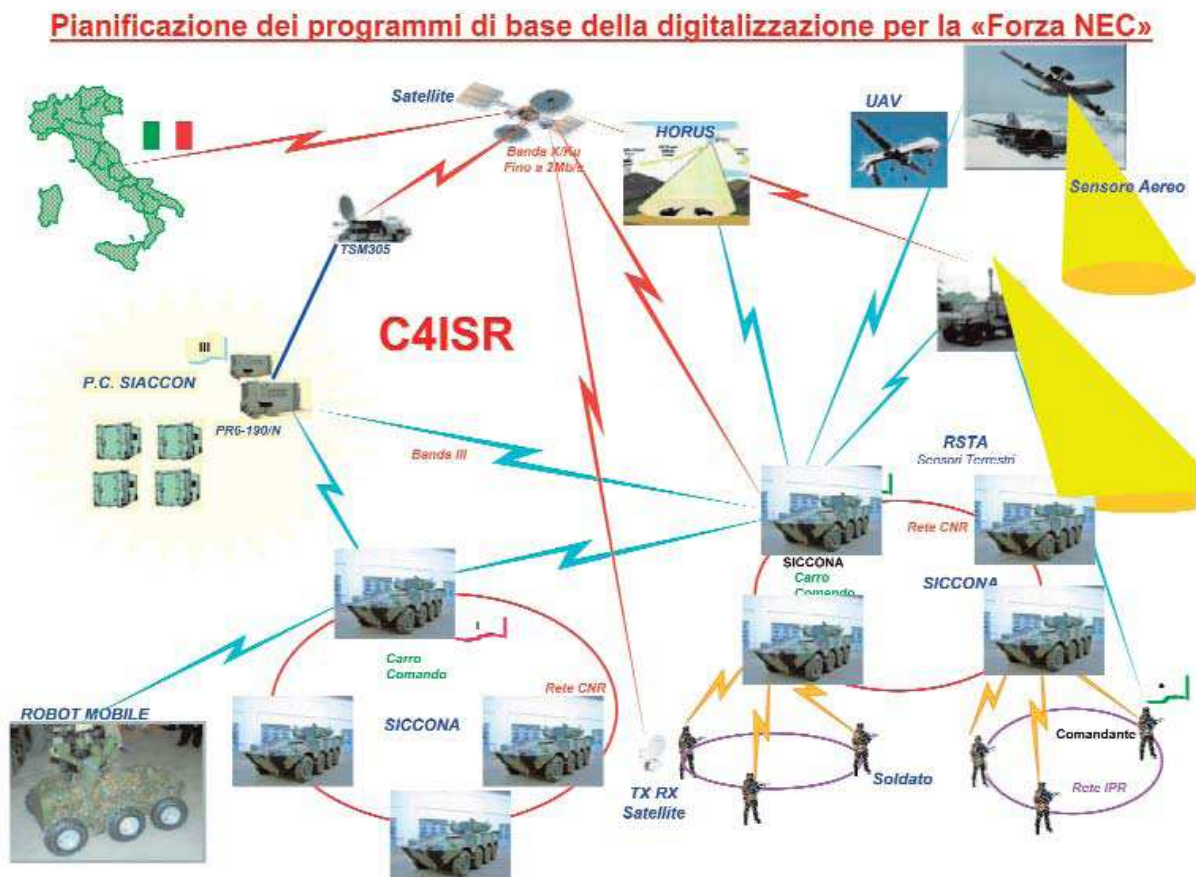 Pianificazione dei programmi di base della digitalizzazione per la «Forza NEC»
Satellite
Banda X/Ku
Fino a 2Mb/s
HORUS
UAV
Sensore Aereo
TSM305
C4ISR
III
P.C. SIACCON
PR6-190/N
Banda III
RSTA
Sensori Terrestri
Rete CNR
SICCONA
Carro
Comando
SICCONA
Carro
Comando
Rete CNR
SICCONA
ROBOT MOBILE
TX RX
Satellite
Soldato
Comandante
Rete IPR